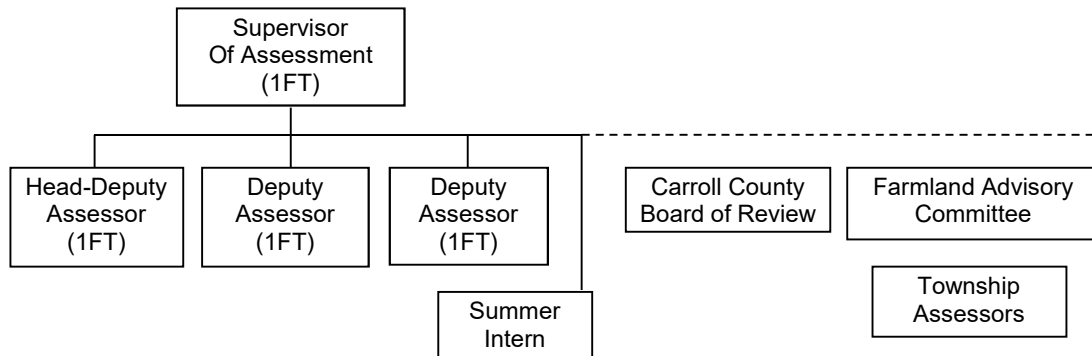 Supervisor
Of Assessment
(1FT)
Head-Deputy
Assessor
(1FT)
Deputy
Assessor
(1FT)
Deputy
Assessor
(1FT)
Carroll County
Board of Review
Farmland Advisory
Committee
Summer
Intern
Township
Assessors